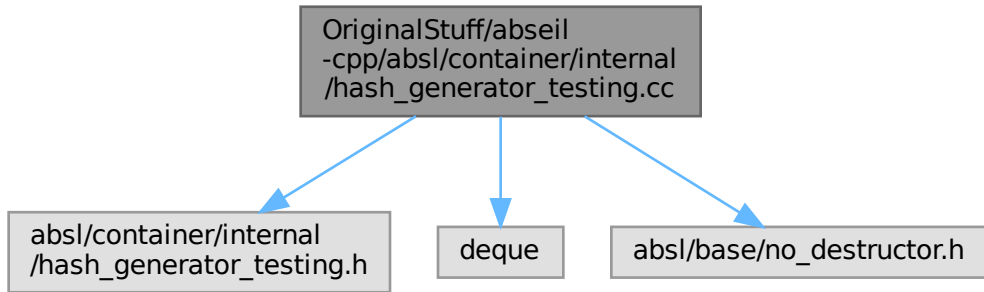 OriginalStuff/abseil
-cpp/absl/container/internal
/hash_generator_testing.cc
absl/container/internal
/hash_generator_testing.h
deque
absl/base/no_destructor.h